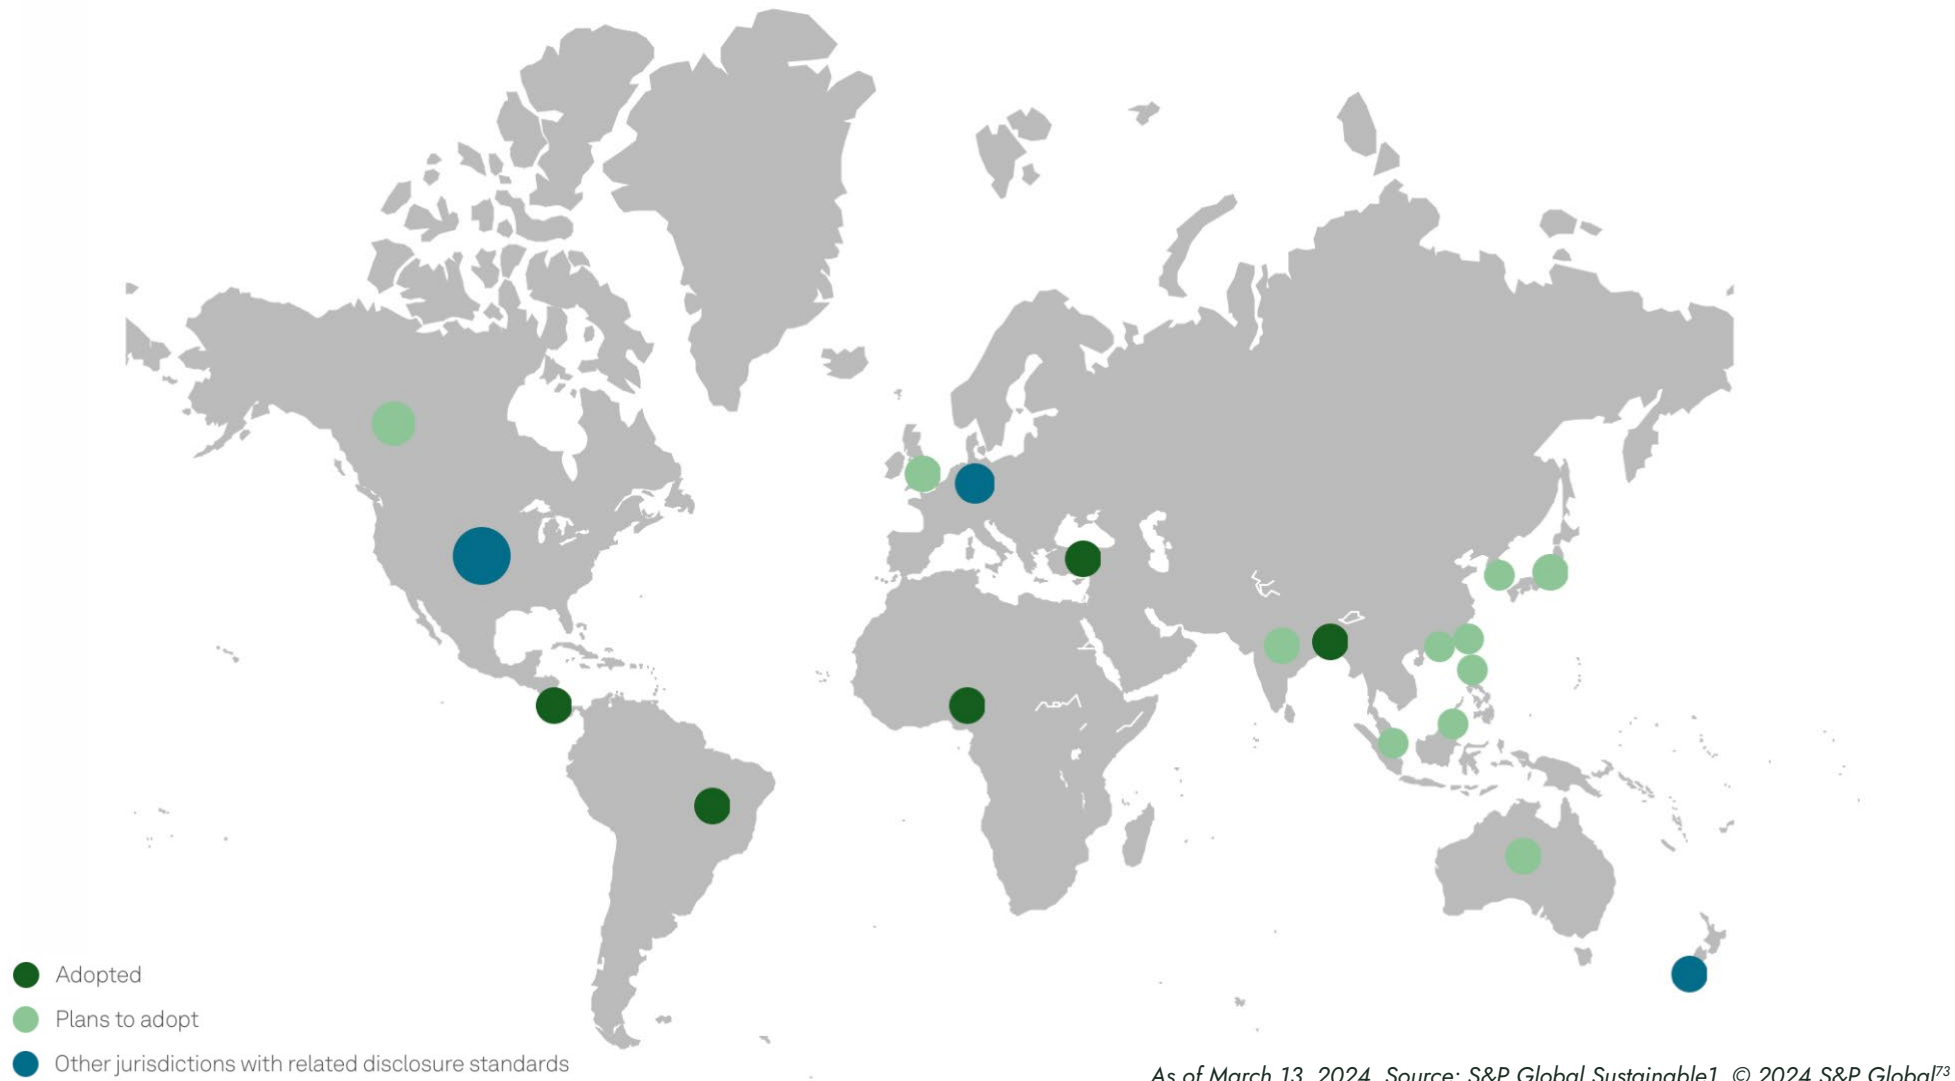 Adopted
Plans to adopt
Other jurisdictions with related disclosure standards
As of March 13, 2024. Source: S&P Global Sustainable1. © 2024 S&P Global⁷³